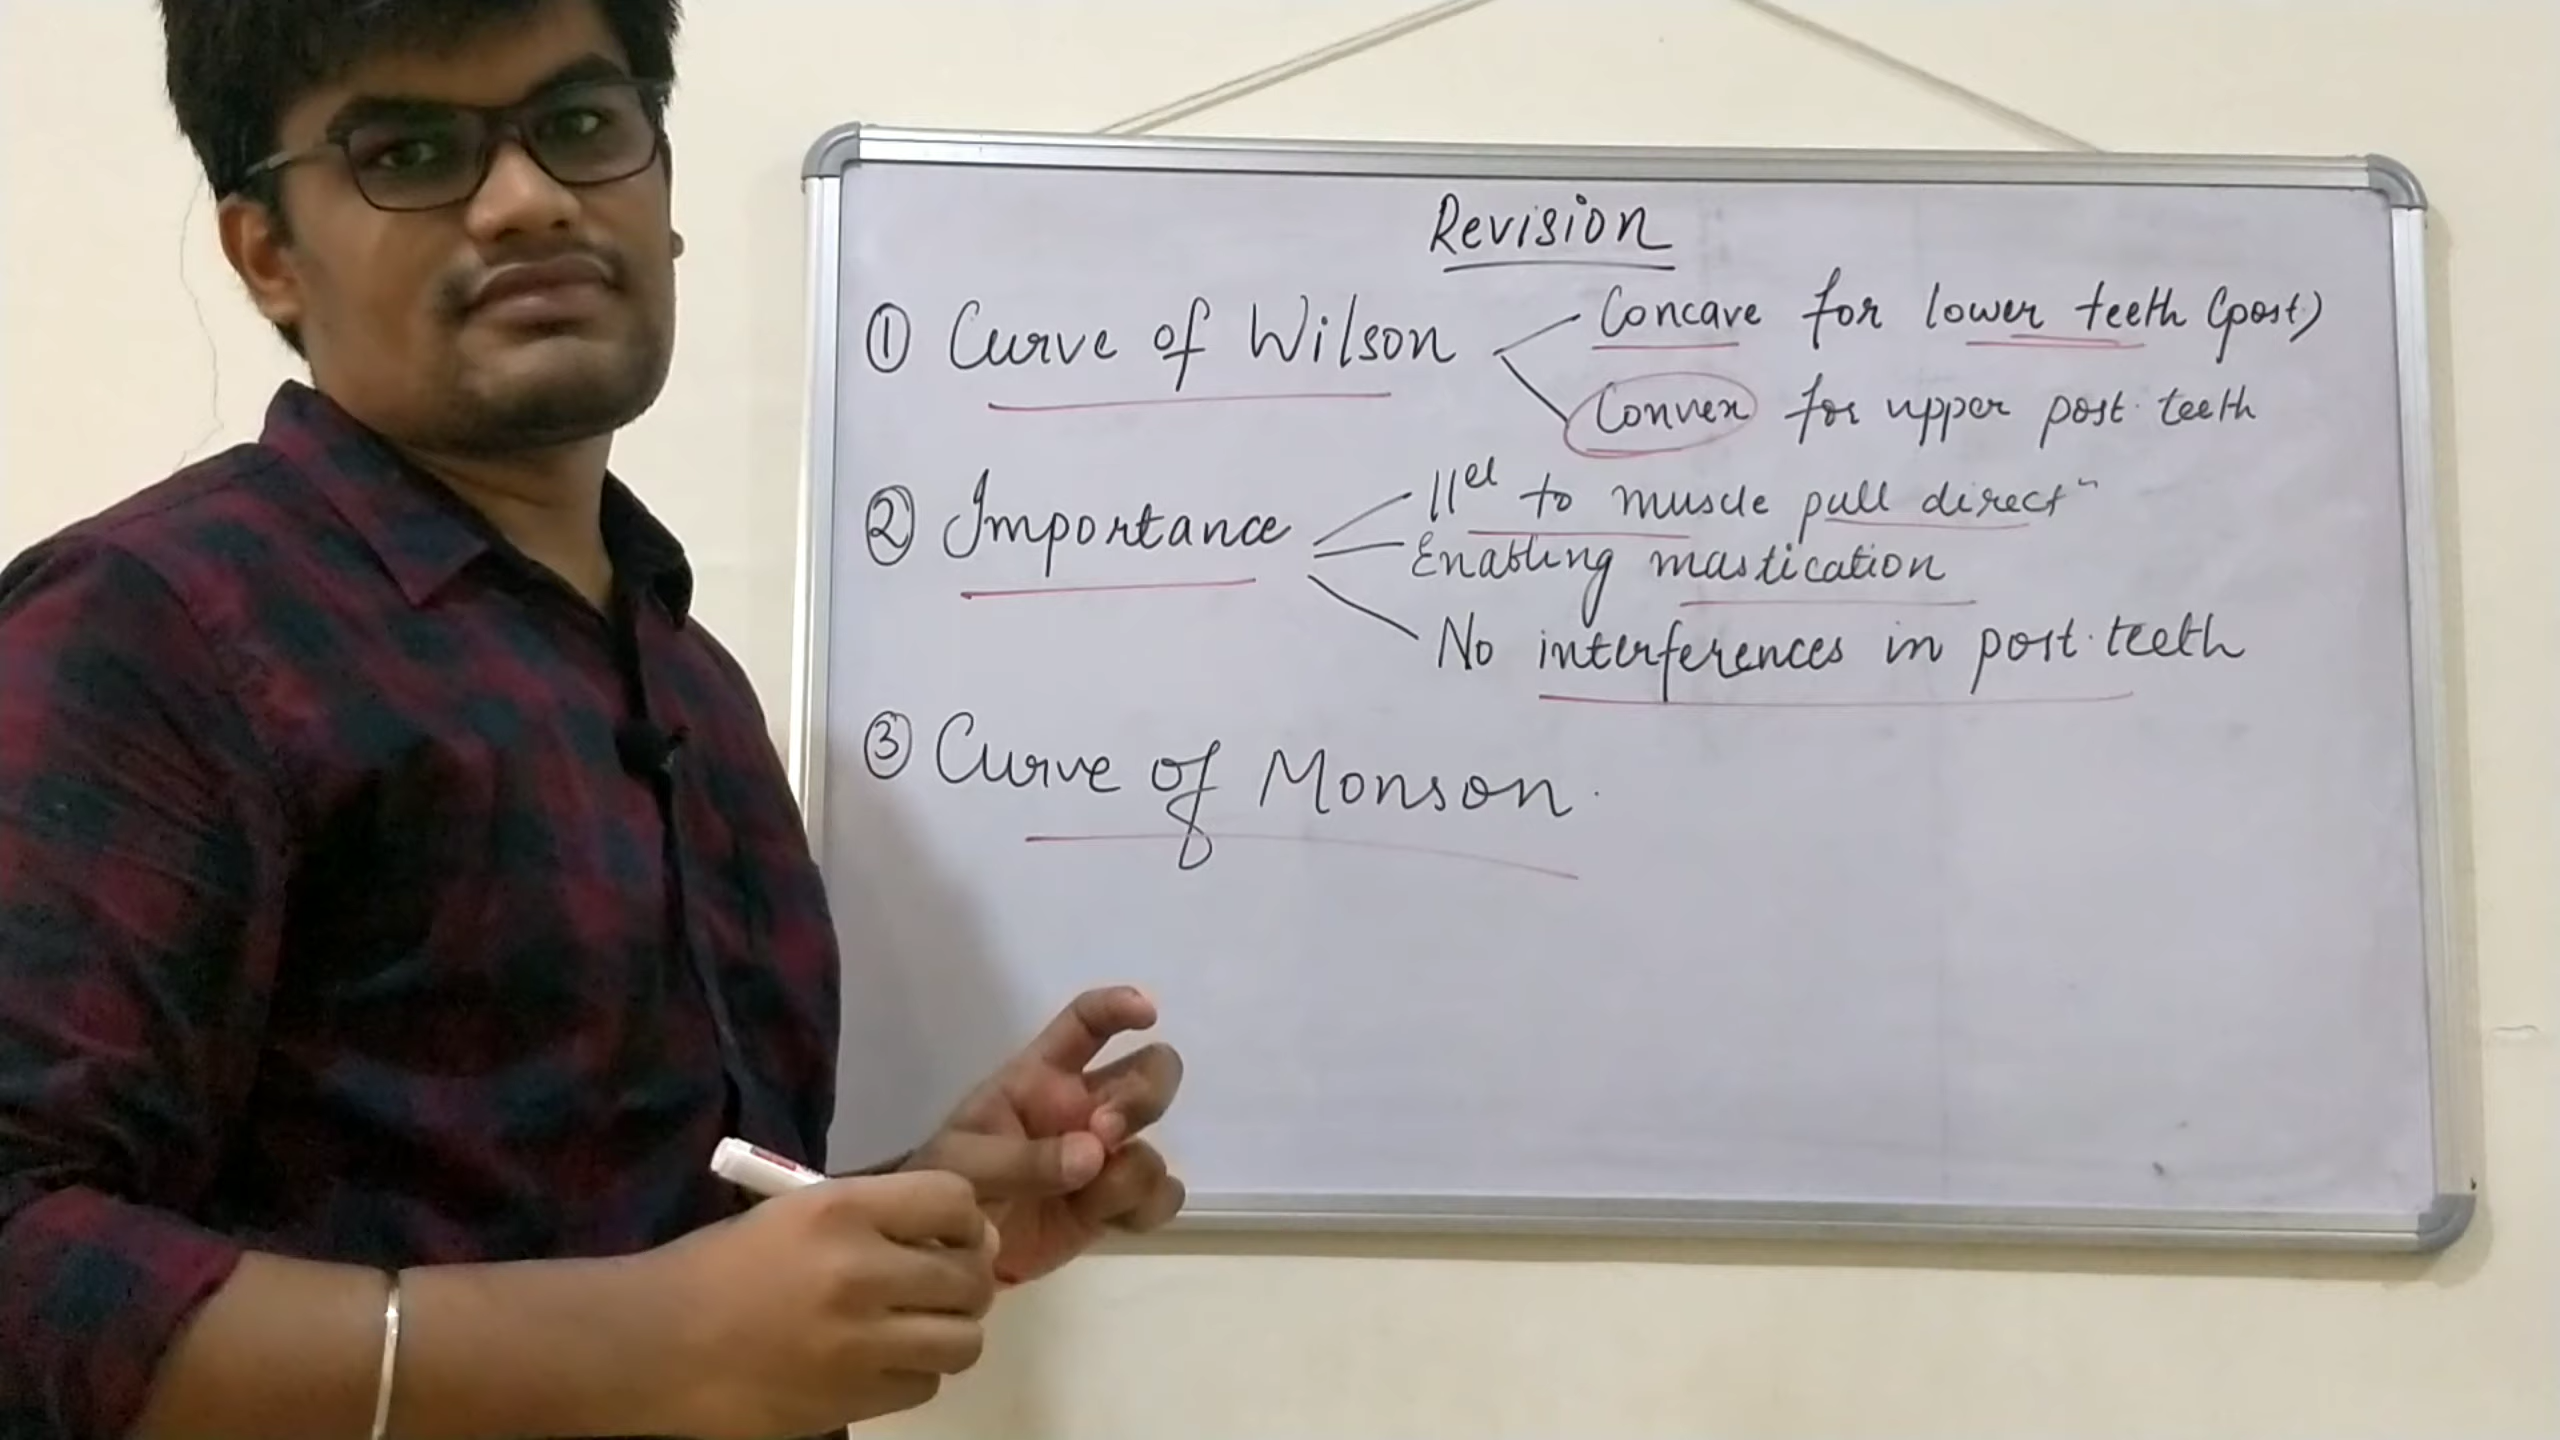 Revision
① Curve of Wilson
Concave for lower teeth (post)
Convex for upper post. teeth
② Importance
||el to muscle pull directn
Enabling mastication
No interferences in post. teeth
③ Curve of Monson.